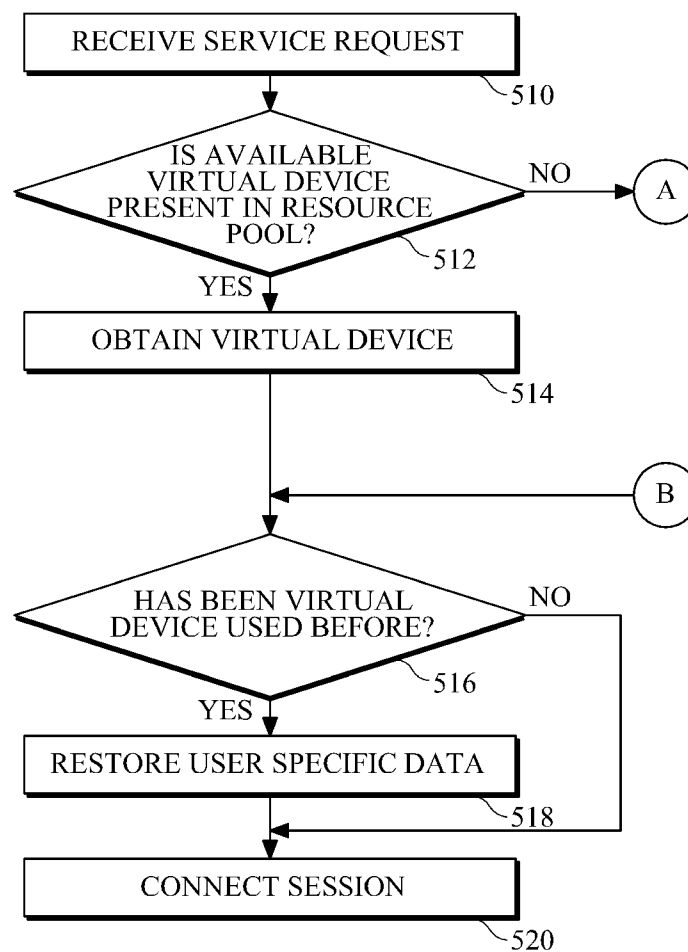 RECEIVE SERVICE REQUEST
510
IS AVAILABLE
VIRTUAL DEVICE
PRESENT IN RESOURCE
POOL?
NO
A
512
YES
OBTAIN VIRTUAL DEVICE
514
B
HAS BEEN VIRTUAL
DEVICE USED BEFORE?
NO
516
YES
RESTORE USER SPECIFIC DATA
518
CONNECT SESSION
520